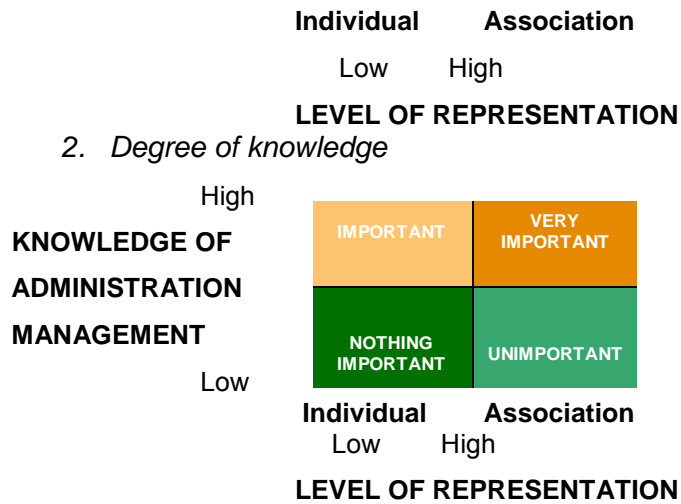 Individual Association
Low High
LEVEL OF REPRESENTATION
2. Degree of knowledge
High
KNOWLEDGE OF
ADMINISTRATION
MANAGEMENT
Low
IMPORTANT
VERY
IMPORTANT
NOTHING
IMPORTANT
UNIMPORTANT
Individual Association
Low High
LEVEL OF REPRESENTATION